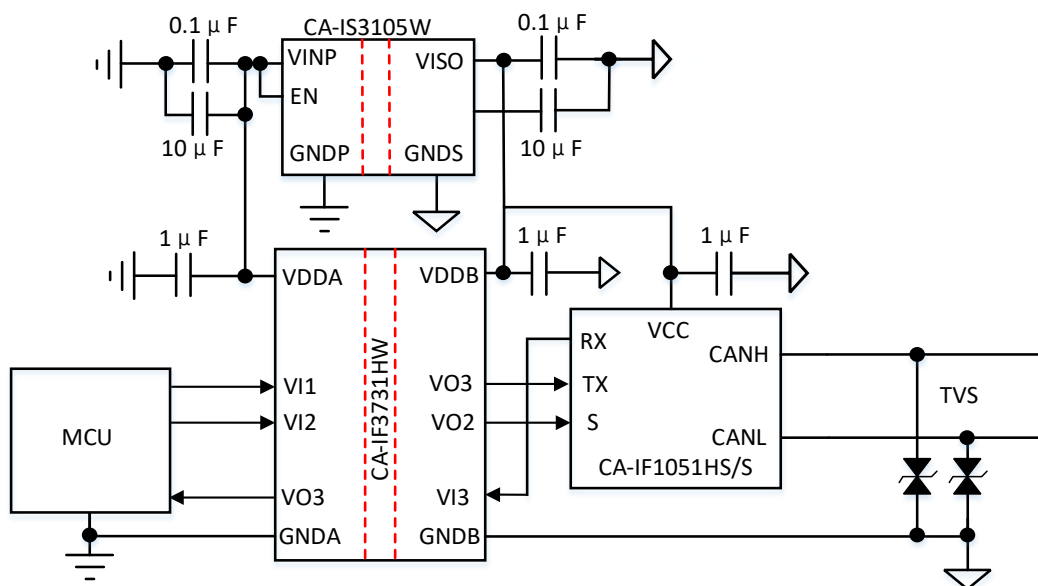 CA-IS3105W
0.1 μ F
0.1 μ F
VINP
VISO
EN
10 μ F
10 μ F
GNDP
GNDS
1 μ F
1 μ F
1 μ F
VDDA
VDDB
VCC
RX
CANH
VI1
VO3
TX
TVS
MCU
VI2
VO2
S
CA-IF3731HW
CANL
CA-IF1051HS/S
VO3
VI3
GNDA
GNDB